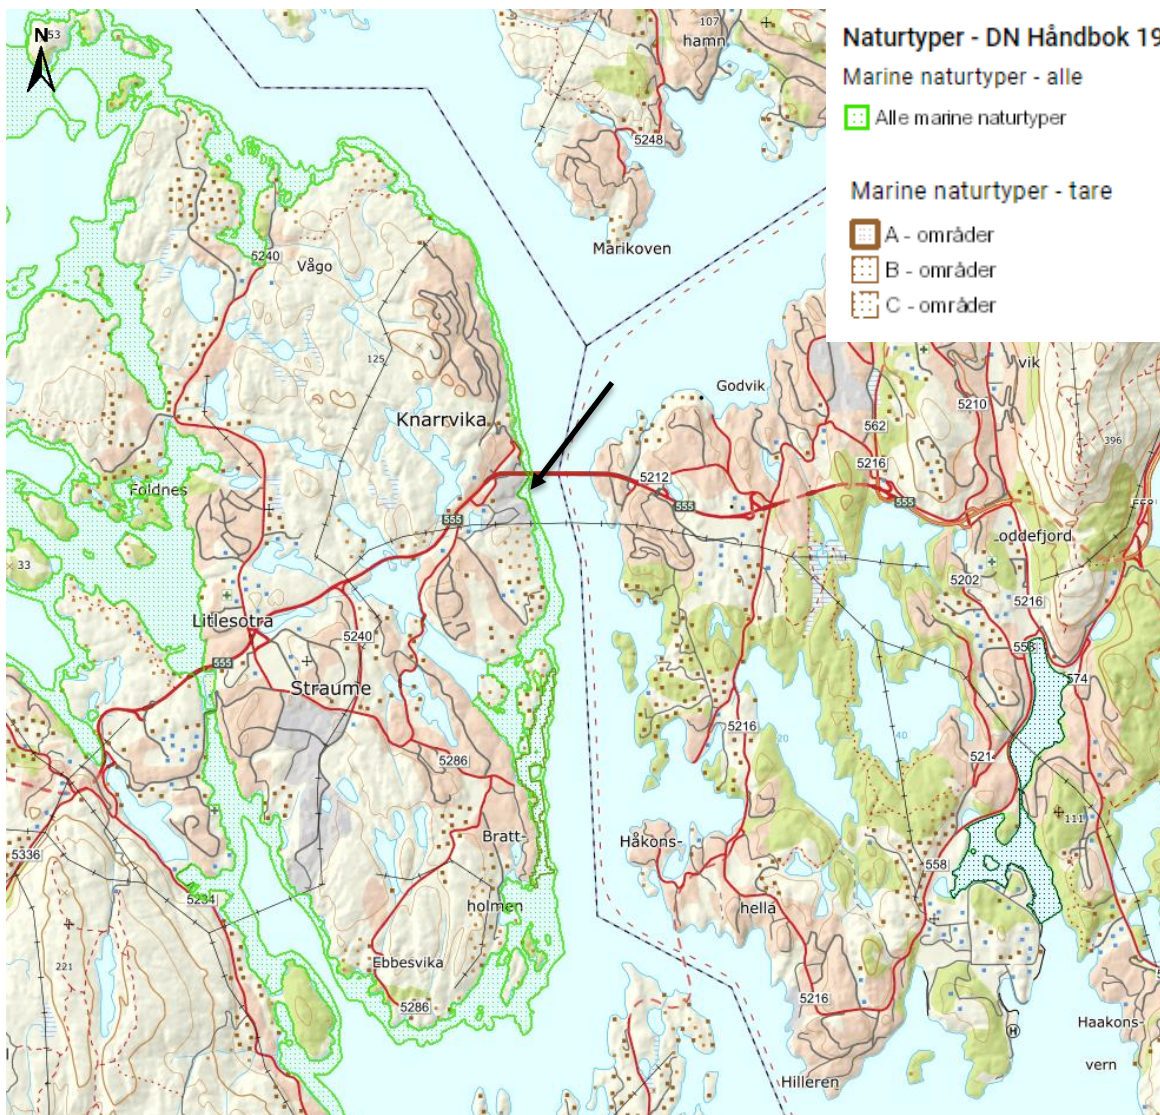 N
53
107
hamn
5248
Marikoven
5240
Vågo
125
Knarrvika
Godvik
vik
5210
562
396
5216
5212
555
555
558
Foldnes
555
oddefjord
33
5202
5216
Litlesotra
5240
555
553
574
Straume
5216
20
40
521
5286
111
Bratt-
Håkons-
5336
558
holmen
hella
5234
221
Ebbesvika
5286
5216
H
Haakons-
vern
Hilleren
Naturtyper - DN Håndbok 19
Marine naturtyper - alle
Alle marine naturtyper
Marine naturtyper - tare
A - områder
B - områder
C - områder